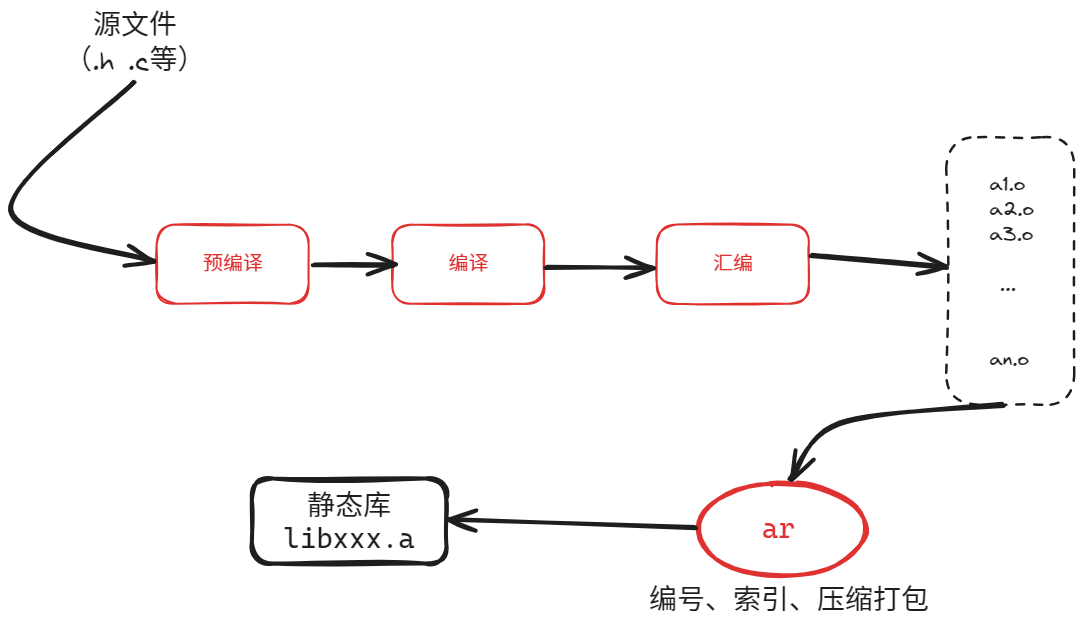 源文件
（.h .c等）
预编译
编译
汇编
a1.o
a2.o
a3.o
...
an.o
静态库
libxxx.a
ar
编号、索引、压缩打包